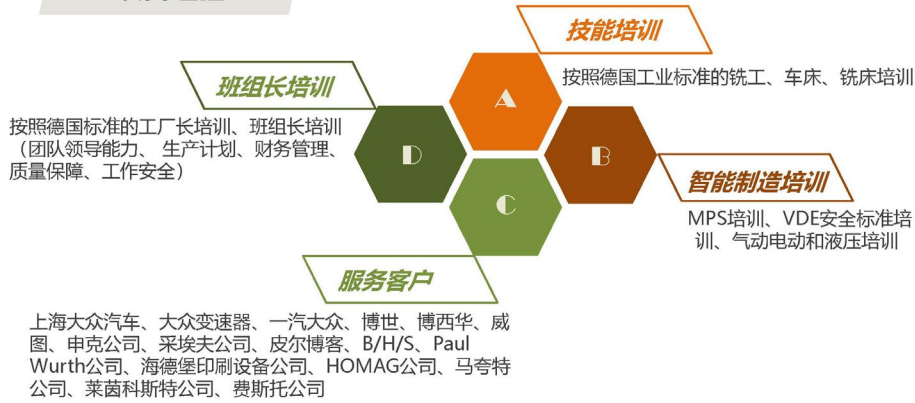 技能培训
按照德国工业标准的铣工、车床、铣床培训
A
班组长培训
按照德国标准的工厂长培训、班组长培训
（团队领导能力、 生产计划、财务管理、
质量保障、工作安全）
D
B
智能制造培训
MPS培训、VDE安全标准培
训、气动电动和液压培训
C
服务客户
上海大众汽车、大众变速器、一汽大众、博世、博西华、威
图、申克公司、采埃夫公司、皮尔博客、B/H/S、Paul
Wurth公司、海德堡印刷设备公司、HOMAG公司、马夸特
公司、莱茵科斯特公司、费斯托公司